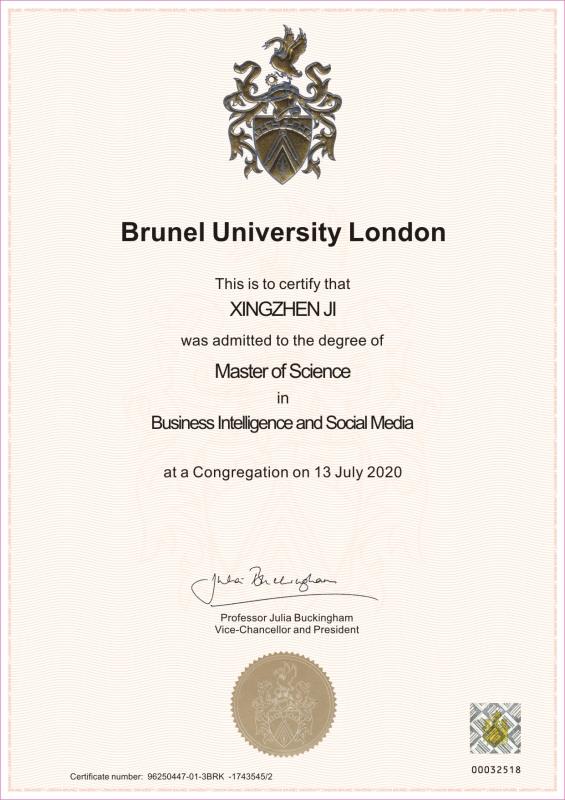 Brunel University London
This is to certify that
XINGZHEN JI
was admitted to the degree of
Master of Science
in
Business Intelligence and Social Media
at a Congregation on 13 July 2020
Julia Buckingham
Professor Julia Buckingham
Vice-Chancellor and President
00032518
Certificate number: 96250447-01-3BRK -1743545/2